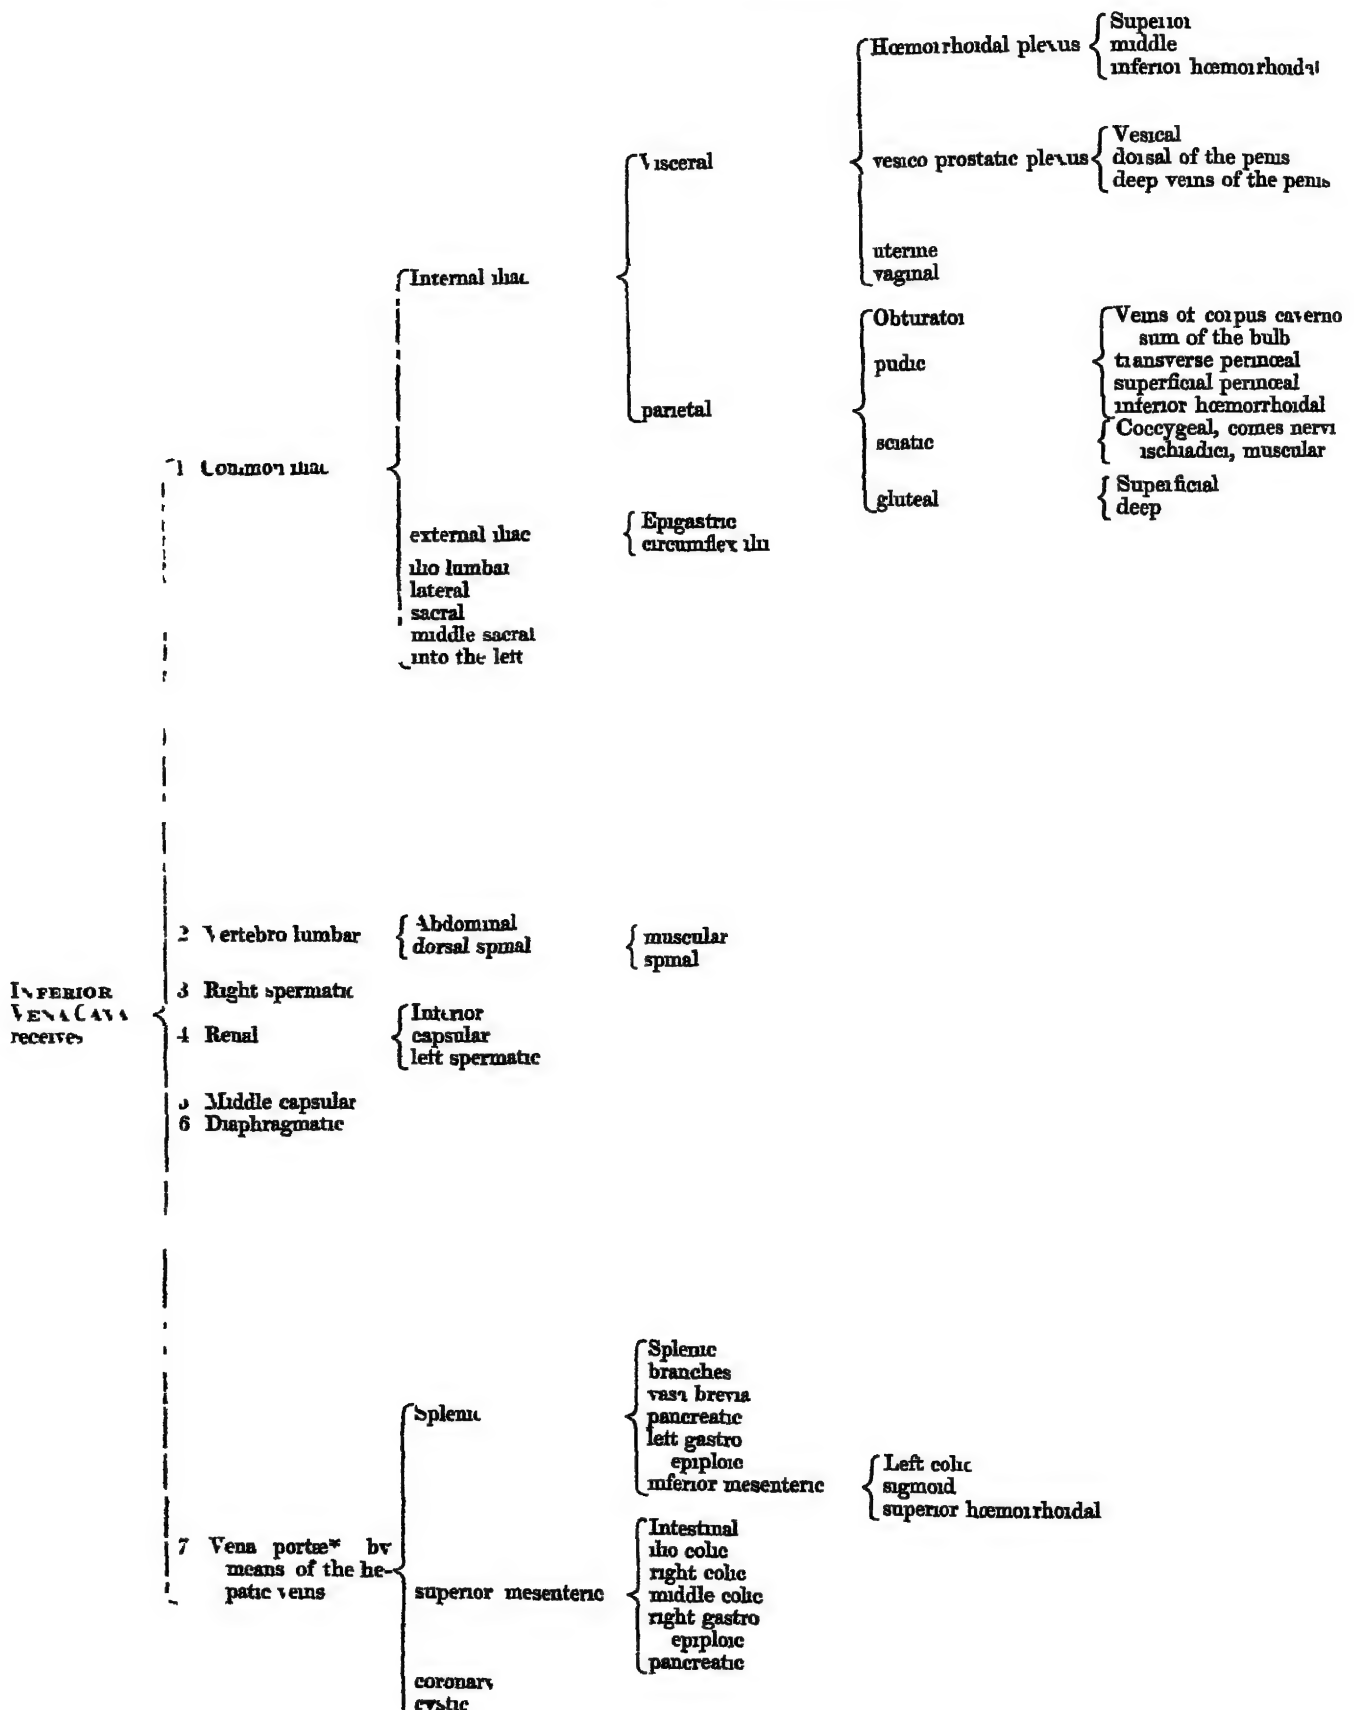 INFERIOR
VENA CAVA
receives
1 Common iliac
Internal iliac
Visceral
Hœmorrhoidal plexus
Superior
middle
inferior hœmorrhoidal
vesico prostatic plexus
Vesical
dorsal of the penis
deep veins of the penis
uterine
vaginal
parietal
Obturator
pudic
Veins of corpus caverno
sum of the bulb
transverse perinœal
superficial perinœal
inferior hœmorrhoidal
sciatic
Coccygeal, comes nervi
ischiadici, muscular
gluteal
Superficial
deep
external iliac
Epigastric
circumflex ilii
ilio lumbar
lateral
sacral
middle sacral
into the left
2 Vertebro lumbar
Abdominal
dorsal spinal
muscular
spinal
3 Right spermatic
4 Renal
Inferior
capsular
left spermatic
5 Middle capsular
6 Diaphragmatic
7 Vena portæ* by
means of the he-
patic veins
Splenic
Splenic
branches
vasa brevia
pancreatic
left gastro
epiploic
inferior mesenteric
Left colic
sigmoid
superior hœmorrhoidal
superior mesenteric
Intestinal
ilio colic
right colic
middle colic
right gastro
epiploic
pancreatic
coronary
cystic